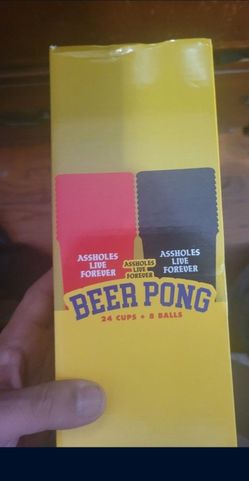 ASSHOLES
LIVE
FOREVER
ASSHOLES
LIVE
FOREVER
ASSHOLES
LIVE
FOREVER
BEER PONG
24 CUPS + 8 BALLS